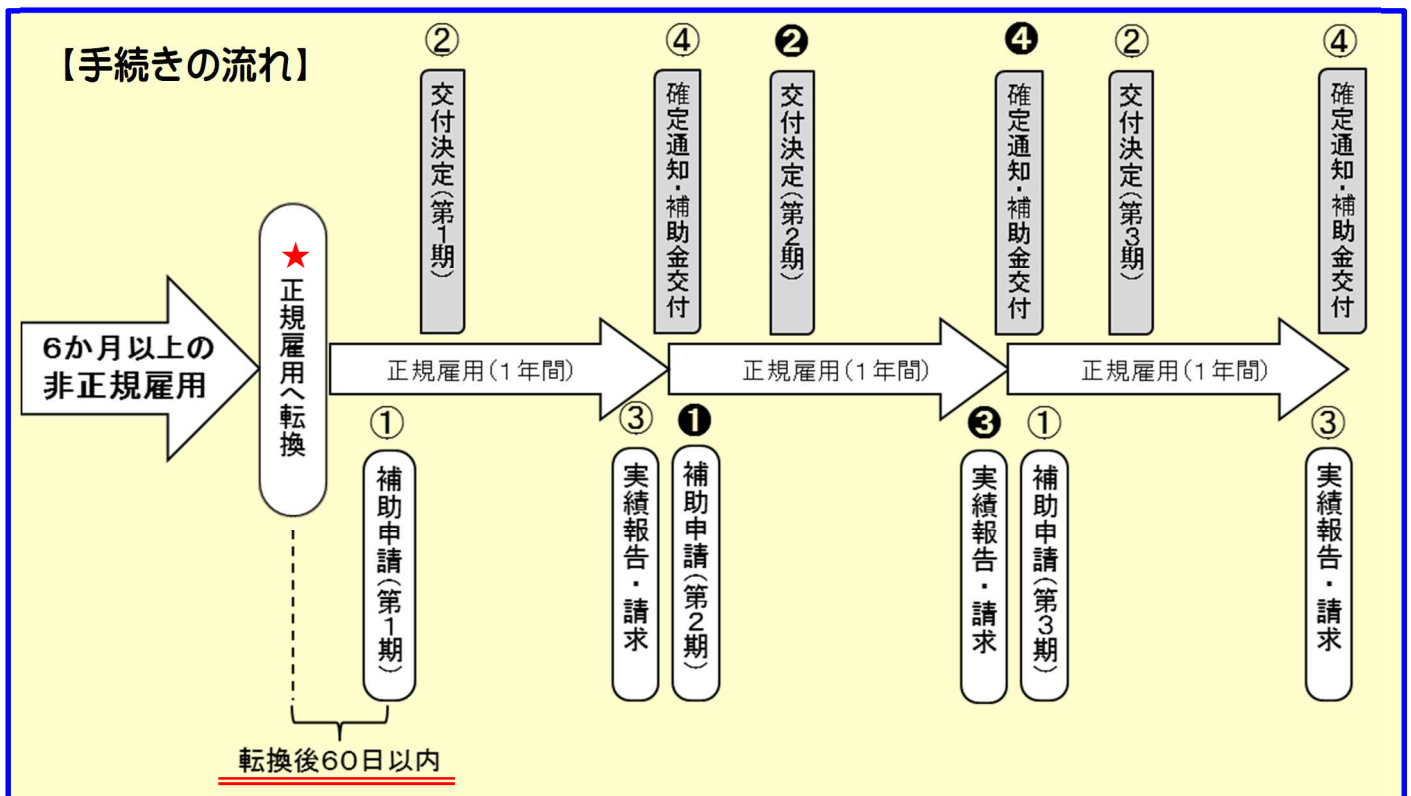 【手続きの流れ】
②
交付決定(第1期)
④
確定通知・補助金交付
❷
交付決定(第2期)
❹
確定通知・補助金交付
②
交付決定(第3期)
④
確定通知・補助金交付
6か月以上の
非正規雇用
★正規雇用へ転換
正規雇用(1年間)
正規雇用(1年間)
正規雇用(1年間)
①
補助申請(第1期)
③
実績報告・請求
❶
補助申請(第2期)
❸
実績報告・請求
①
補助申請(第3期)
③
実績報告・請求
転換後60日以内